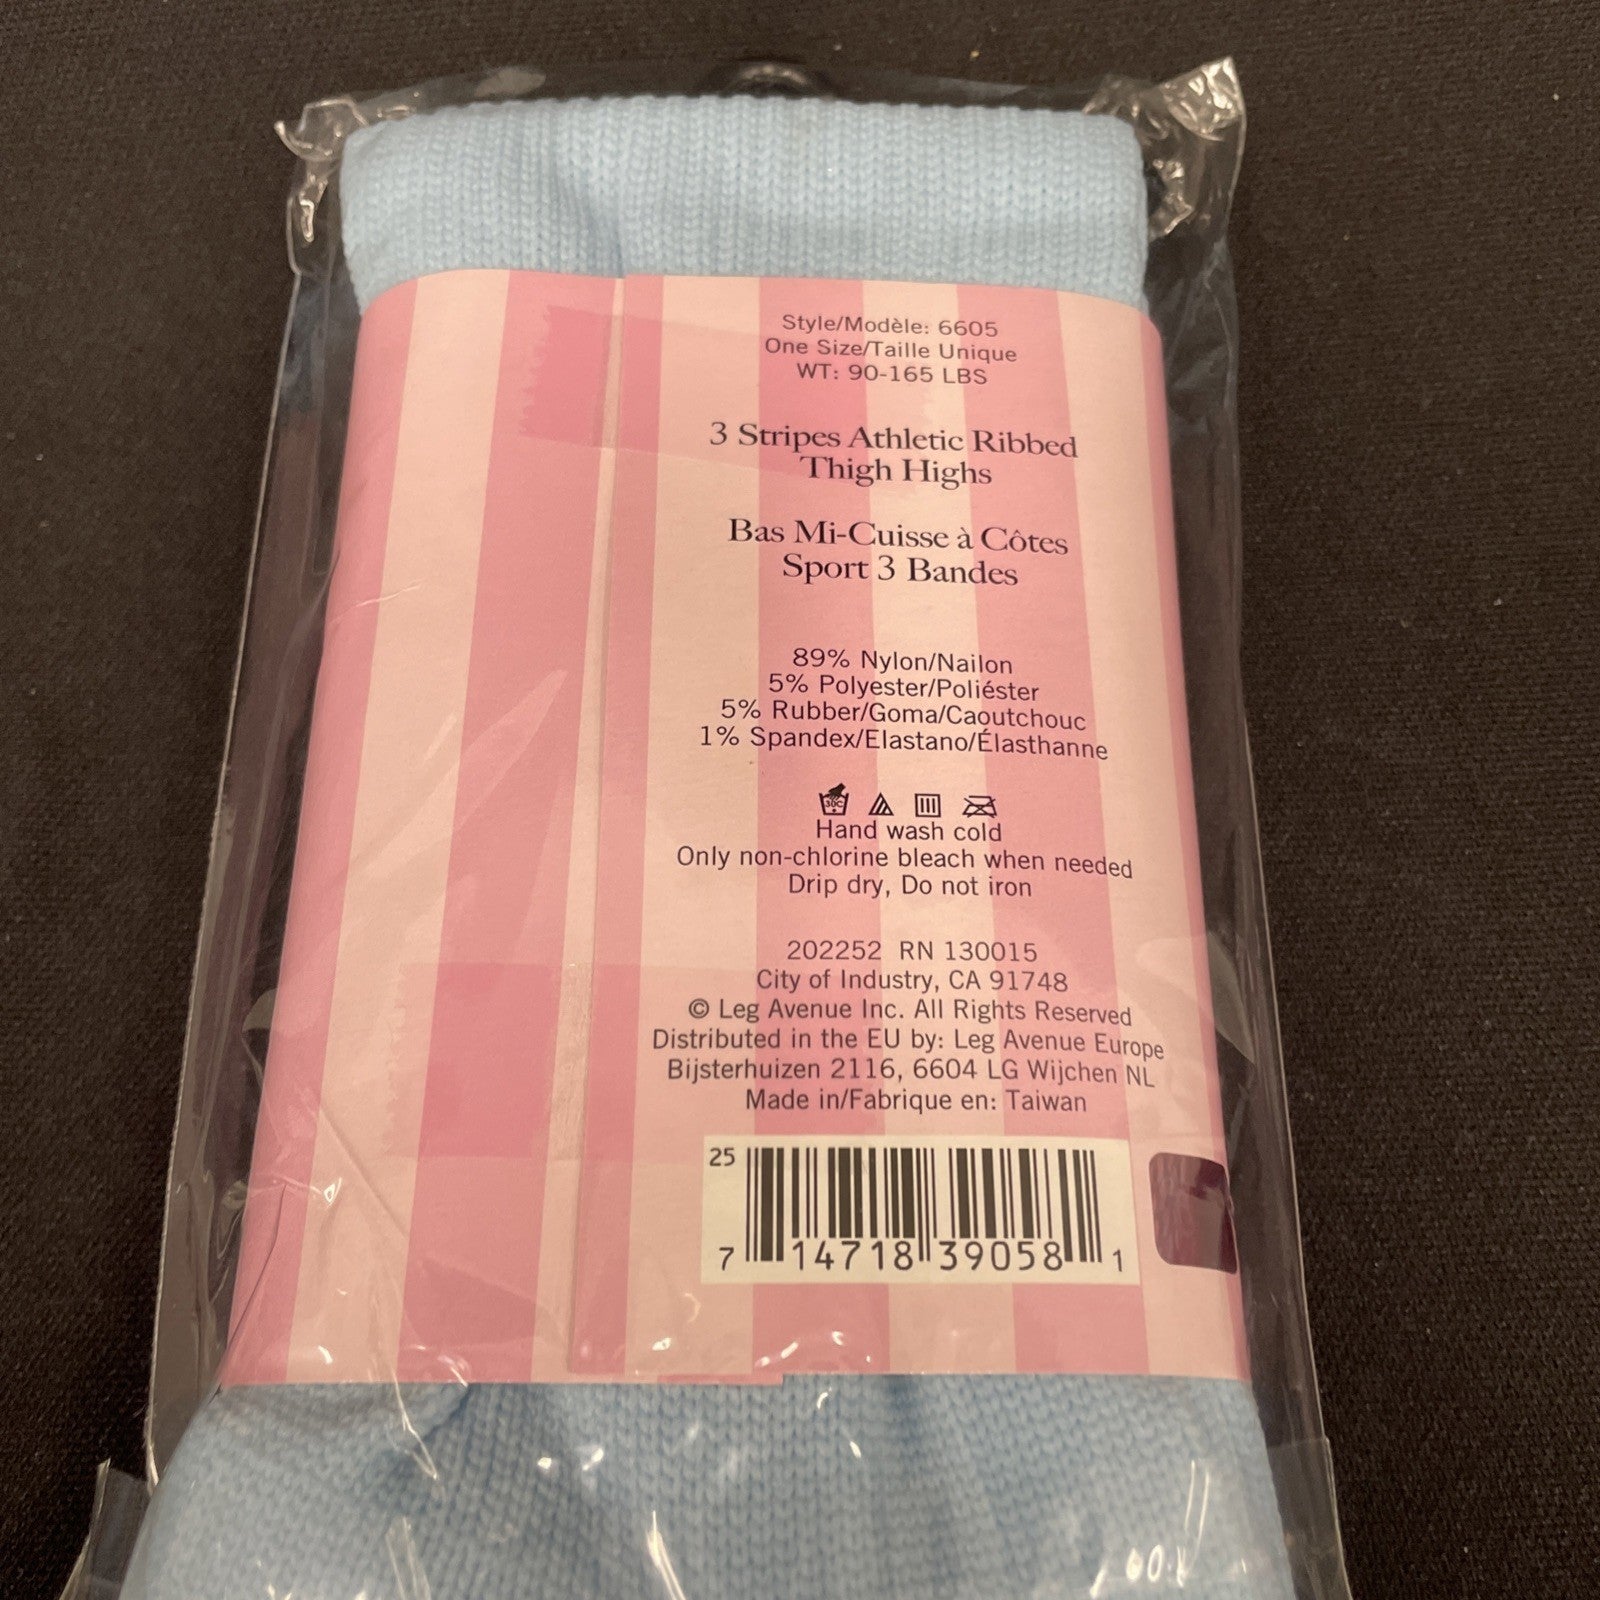 Style/Modèle: 6605
One Size/Taille Unique
WT: 90-165 LBS
3 Stripes Athletic Ribbed
Thigh Highs
Bas Mi-Cuisse à Côtes
Sport 3 Bandes
89% Nylon/Nailon
5% Polyester/Poliéster
5% Rubber/Goma/Caoutchouc
1% Spandex/Elastano/Élasthanne
30C
Hand wash cold
Only non-chlorine bleach when needed
Drip dry, Do not iron
202252 RN 130015
City of Industry, CA 91748
© Leg Avenue Inc. All Rights Reserved
Distributed in the EU by: Leg Avenue Europe
Bijsterhuizen 2116, 6604 LG Wijchen NL
Made in/Fabrique en: Taiwan
25
7 14718 39058 1